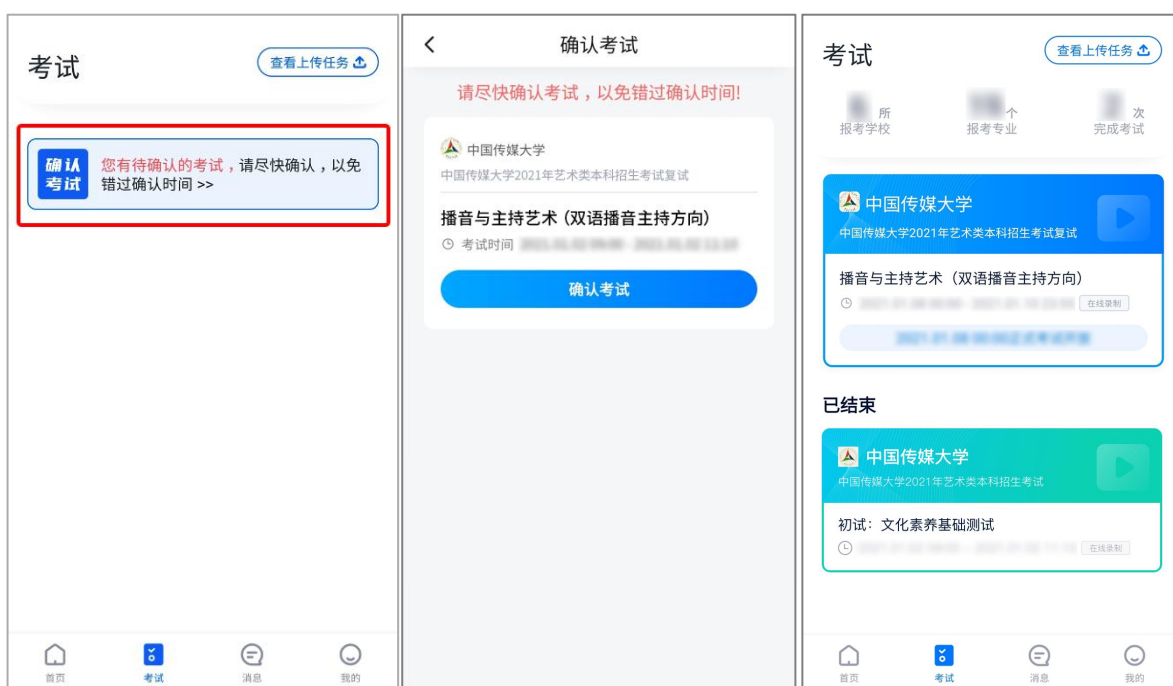 考试
查看上传任务
确认
考试
您有待确认的考试，请尽快确认，以免
错过确认时间 >>
首页
考试
消息
我的
确认考试
请尽快确认考试，以免错过确认时间!
中国传媒大学
中国传媒大学2021年艺术类本科招生考试复试
播音与主持艺术（双语播音主持方向）
考试时间
确认考试
考试
查看上传任务
所
个
次
报考学校
报考专业
完成考试
中国传媒大学
中国传媒大学2021年艺术类本科招生考试复试
播音与主持艺术（双语播音主持方向）
在线录制
已结束
中国传媒大学
中国传媒大学2021年艺术类本科招生考试
初试：文化素养基础测试
在线录制
首页
考试
消息
我的